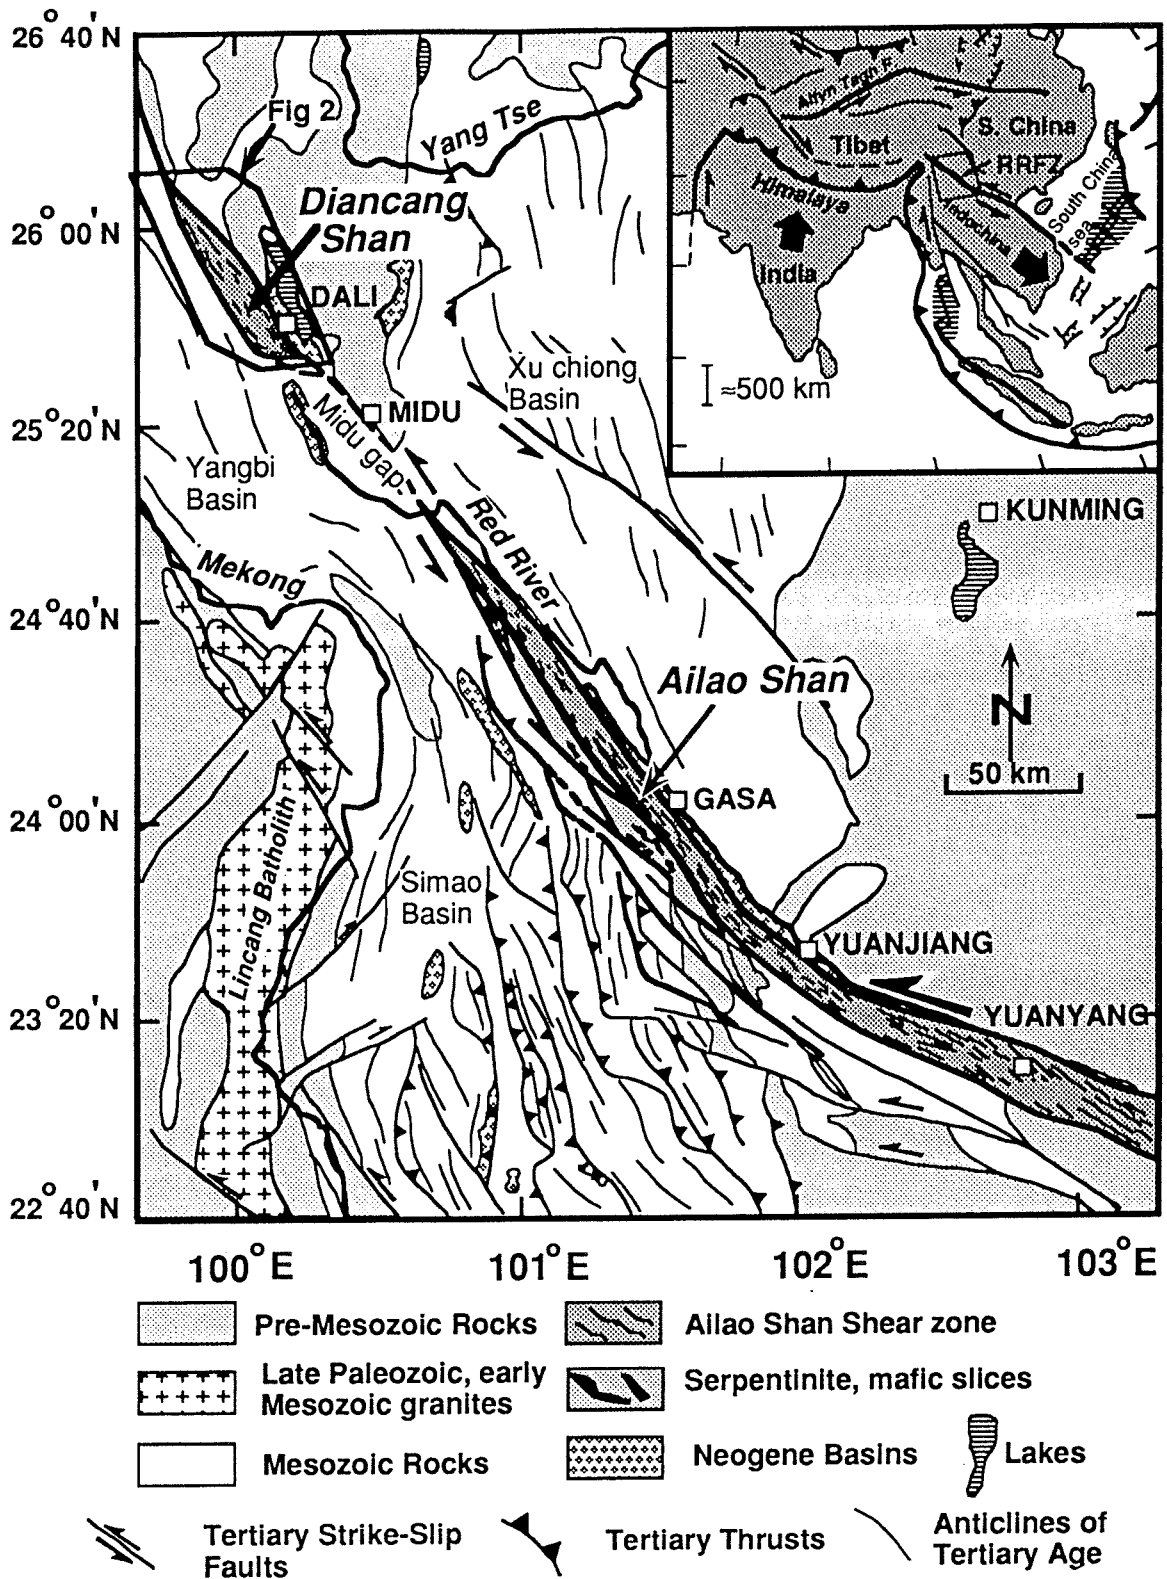 26°40'N
26°00'N
25°20'N
24°40'N
24°00'N
23°20'N
22°40'N
100°E
101°E
102°E
103°E
Fig 2
Yang Tse
Diancang
Shan
DALI
MIDU
Midu gap
Xu chiong
Basin
Yangbi
Basin
Mekong
Red River
Ailao Shan
KUNMING
N
50 km
GASA
Lincang Batholith
Simao
Basin
YUANJIANG
YUANYANG
Altyn Tagh F.
Tibet
S. China
RRFZ
Himalaya
Indochina
South China
sea
India
≈500 km
Pre-Mesozoic Rocks
Ailao Shan Shear zone
Late Paleozoic, early
Mesozoic granites
Serpentinite, mafic slices
Mesozoic Rocks
Neogene Basins
Lakes
Tertiary Strike-Slip
Faults
Tertiary Thrusts
Anticlines of
Tertiary Age